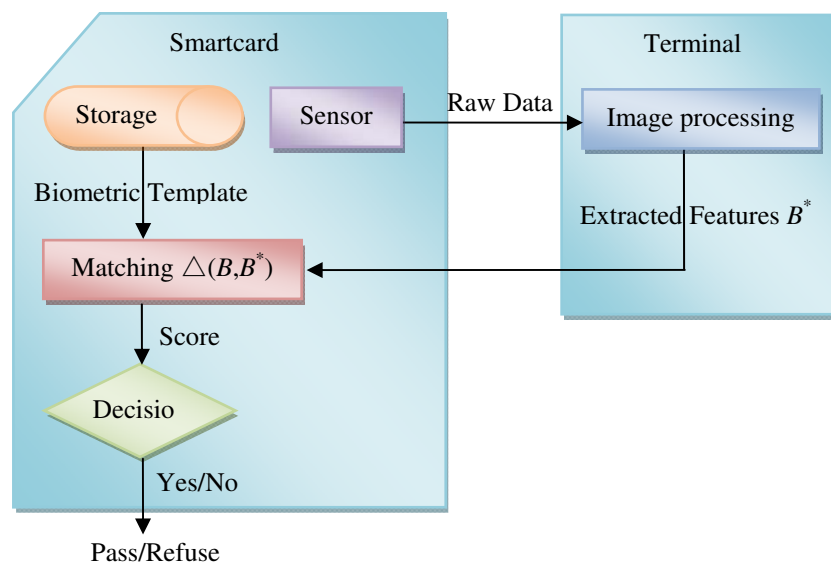 Smartcard
Terminal
Storage
Sensor
Raw Data
Image processing
Biometric Template
Extracted Features B*
Matching △(B,B*)
Score
Decisio
Yes/No
Pass/Refuse